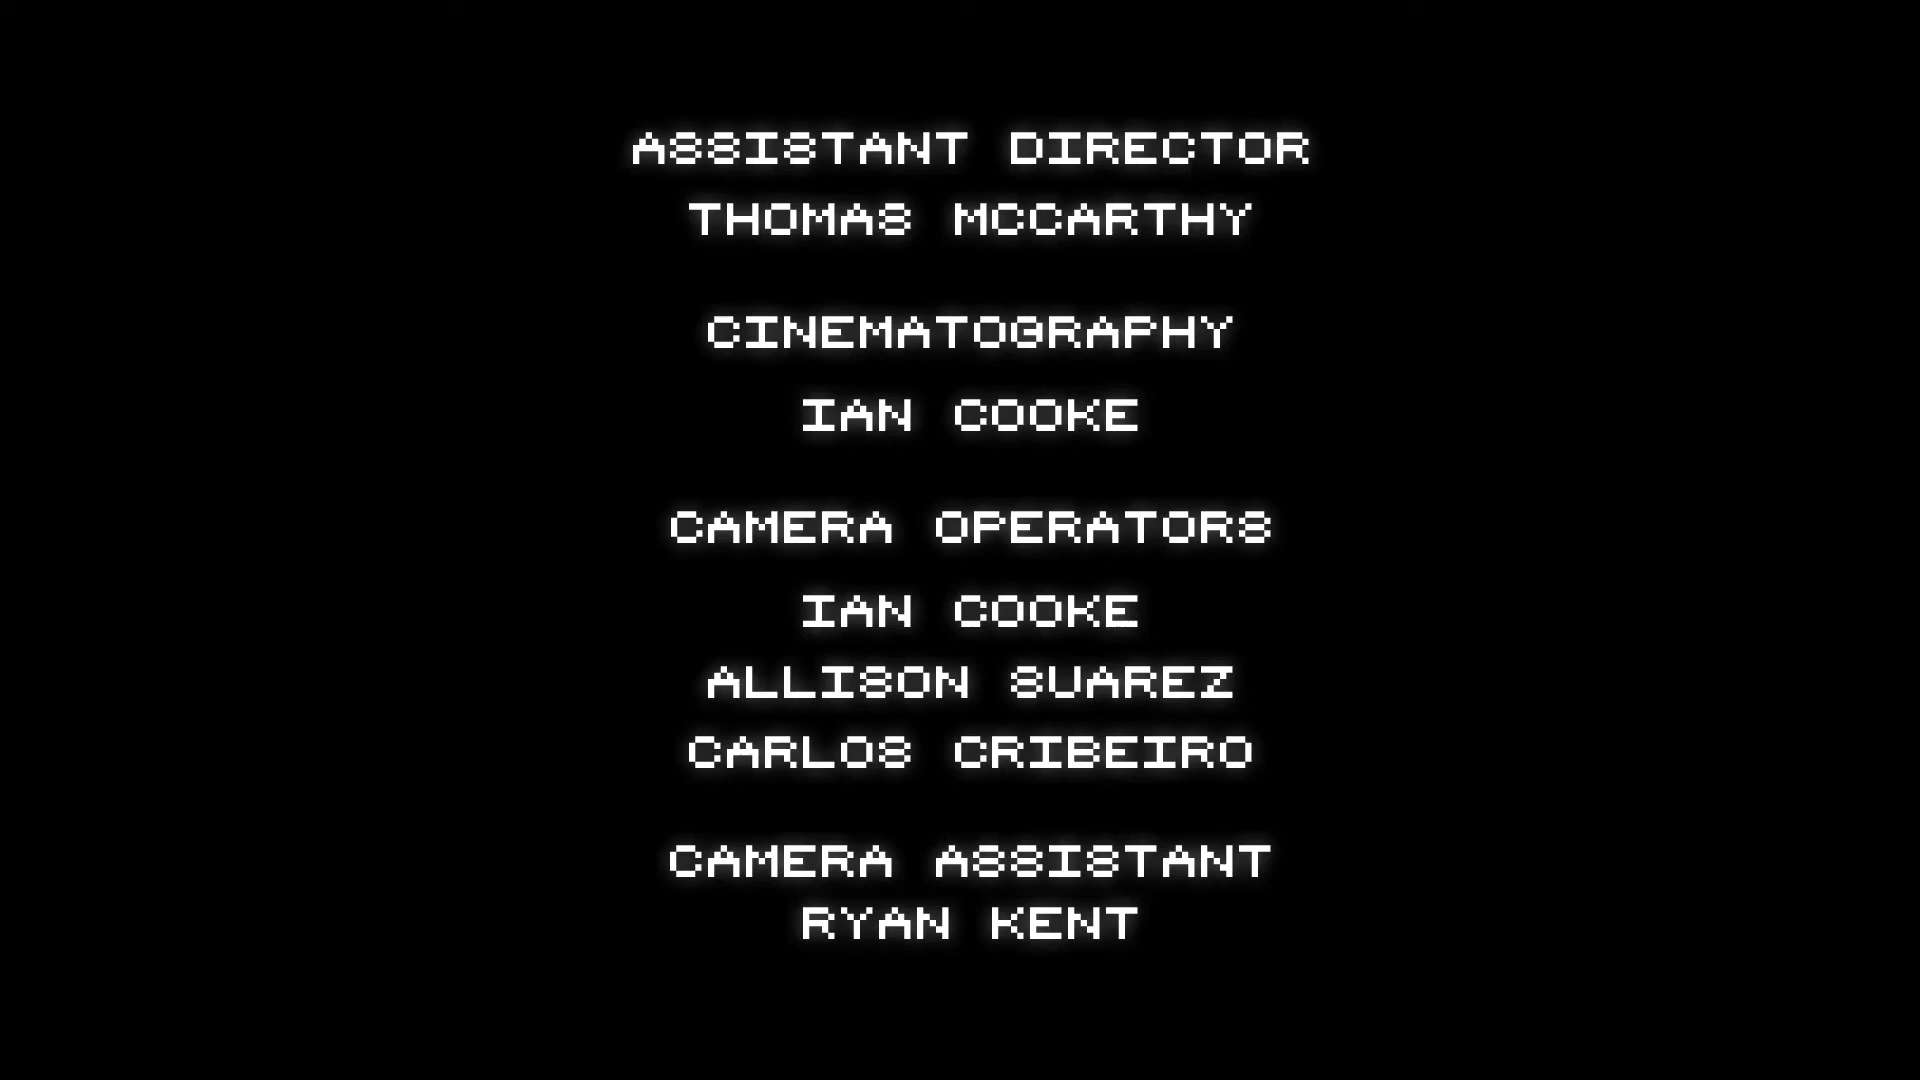 ASSISTANT DIRECTOR
THOMAS MCCARTHY
CINEMATOGRAPHY
IAN COOKE
CAMERA OPERATORS
IAN COOKE
ALLISON SUAREZ
CARLOS CRIBEIRO
CAMERA ASSISTANT
RYAN KENT